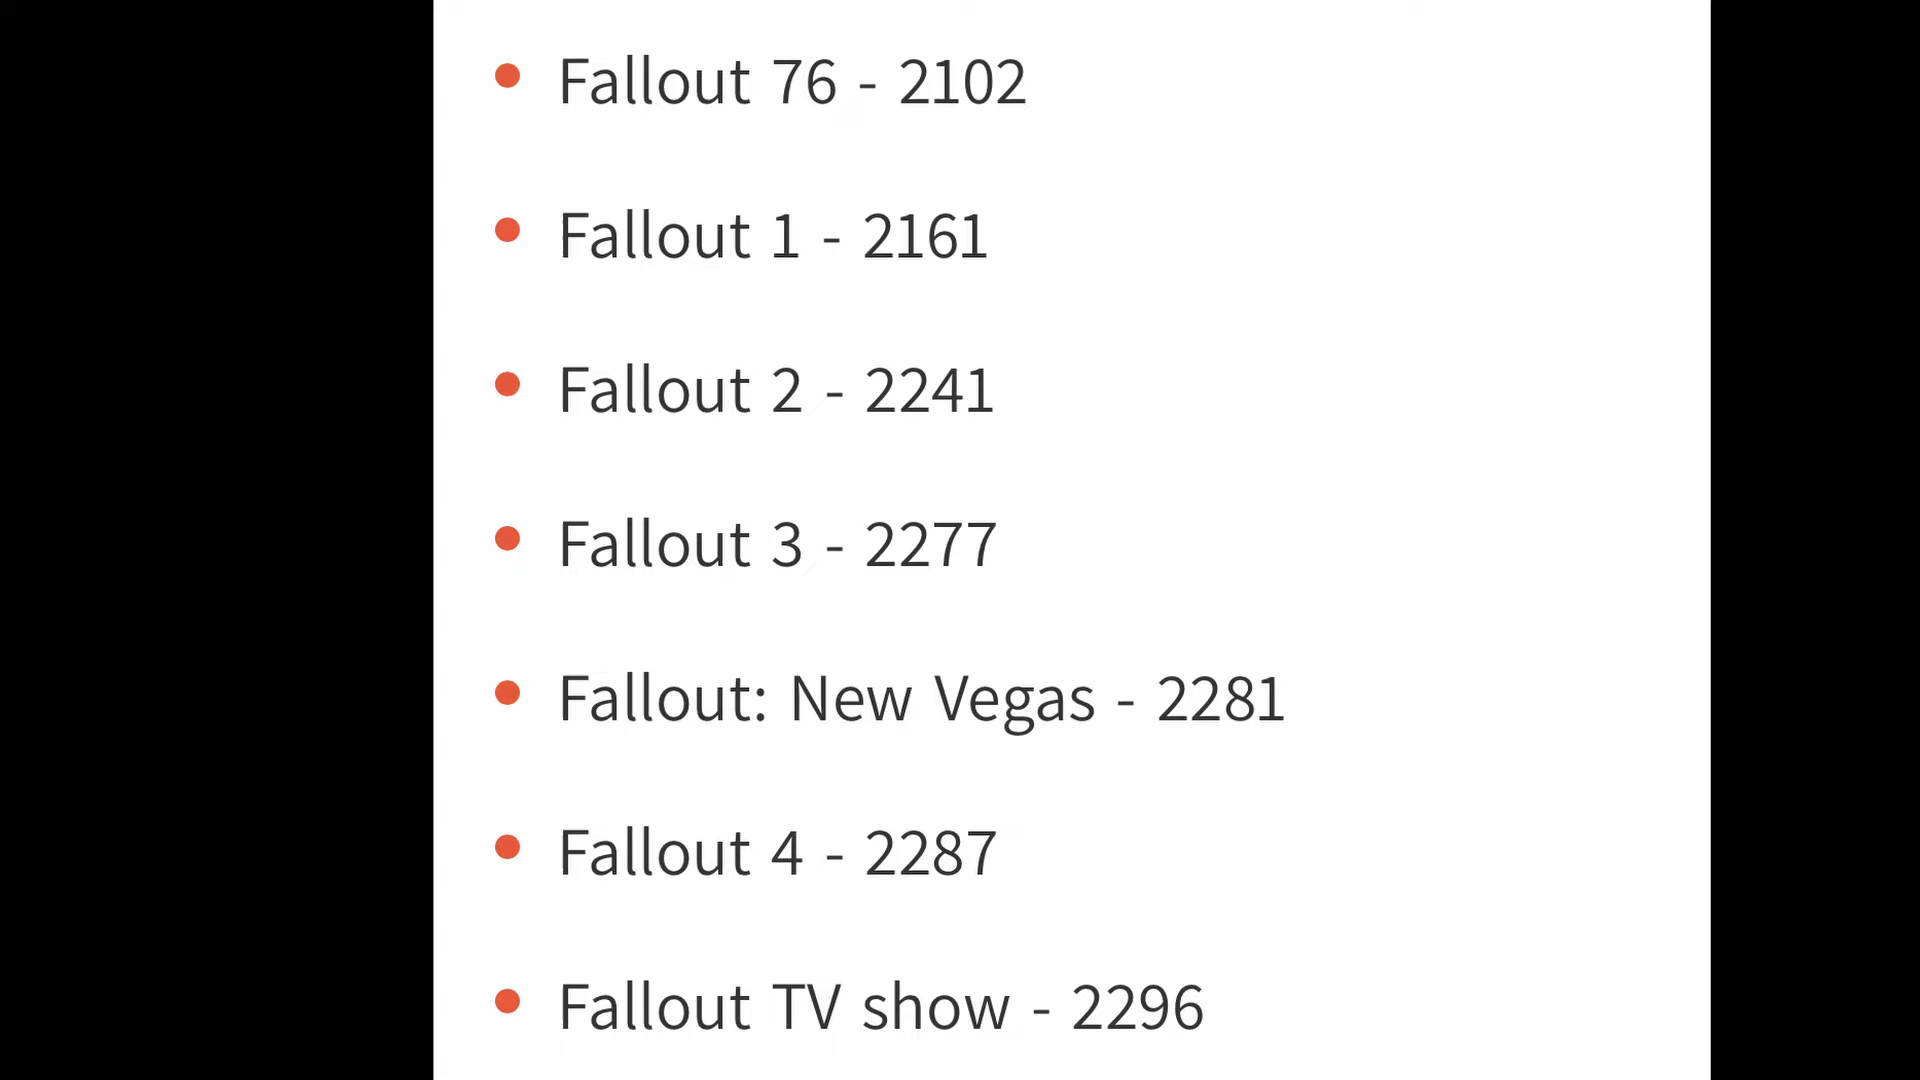 Fallout 76 - 2102
Fallout 1 - 2161
Fallout 2 - 2241
Fallout 3 - 2277
Fallout: New Vegas - 2281
Fallout 4 - 2287
Fallout TV show - 2296